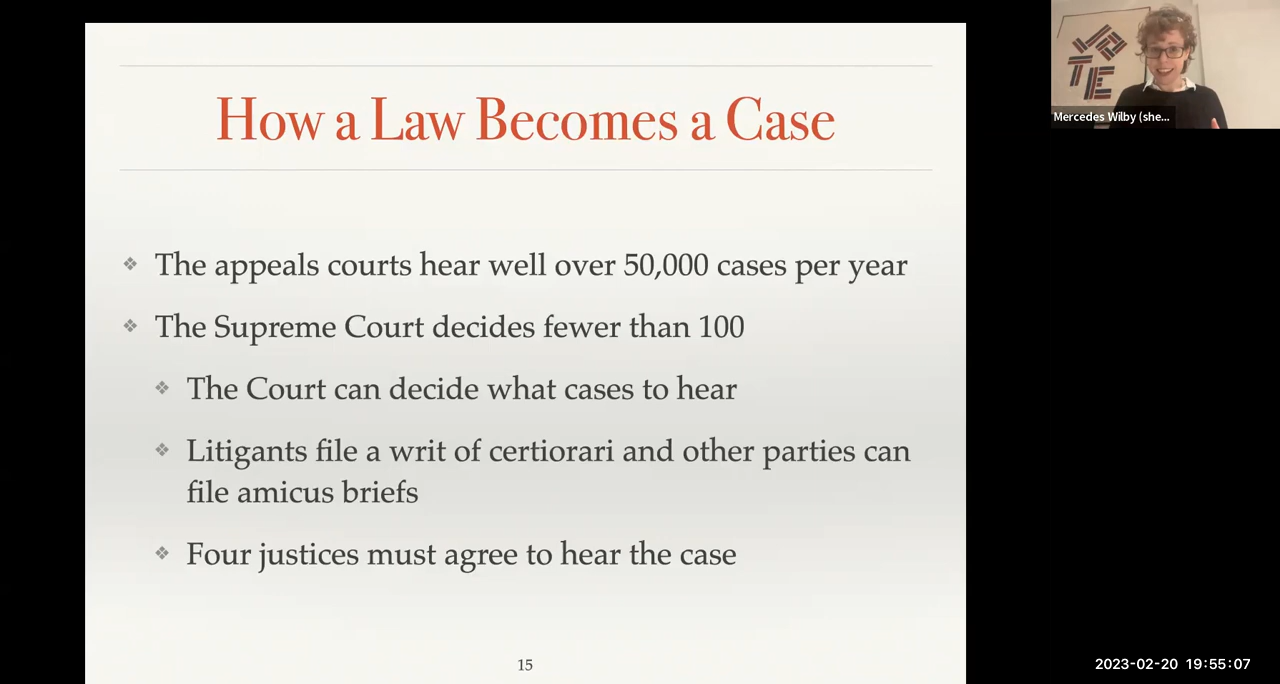 How a Law Becomes a Case
❖ The appeals courts hear well over 50,000 cases per year
❖ The Supreme Court decides fewer than 100
❖ The Court can decide what cases to hear
❖ Litigants file a writ of certiorari and other parties can
file amicus briefs
❖ Four justices must agree to hear the case
15
VO
TE
Mercedes Wilby (she...
2023-02-20 19:55:07